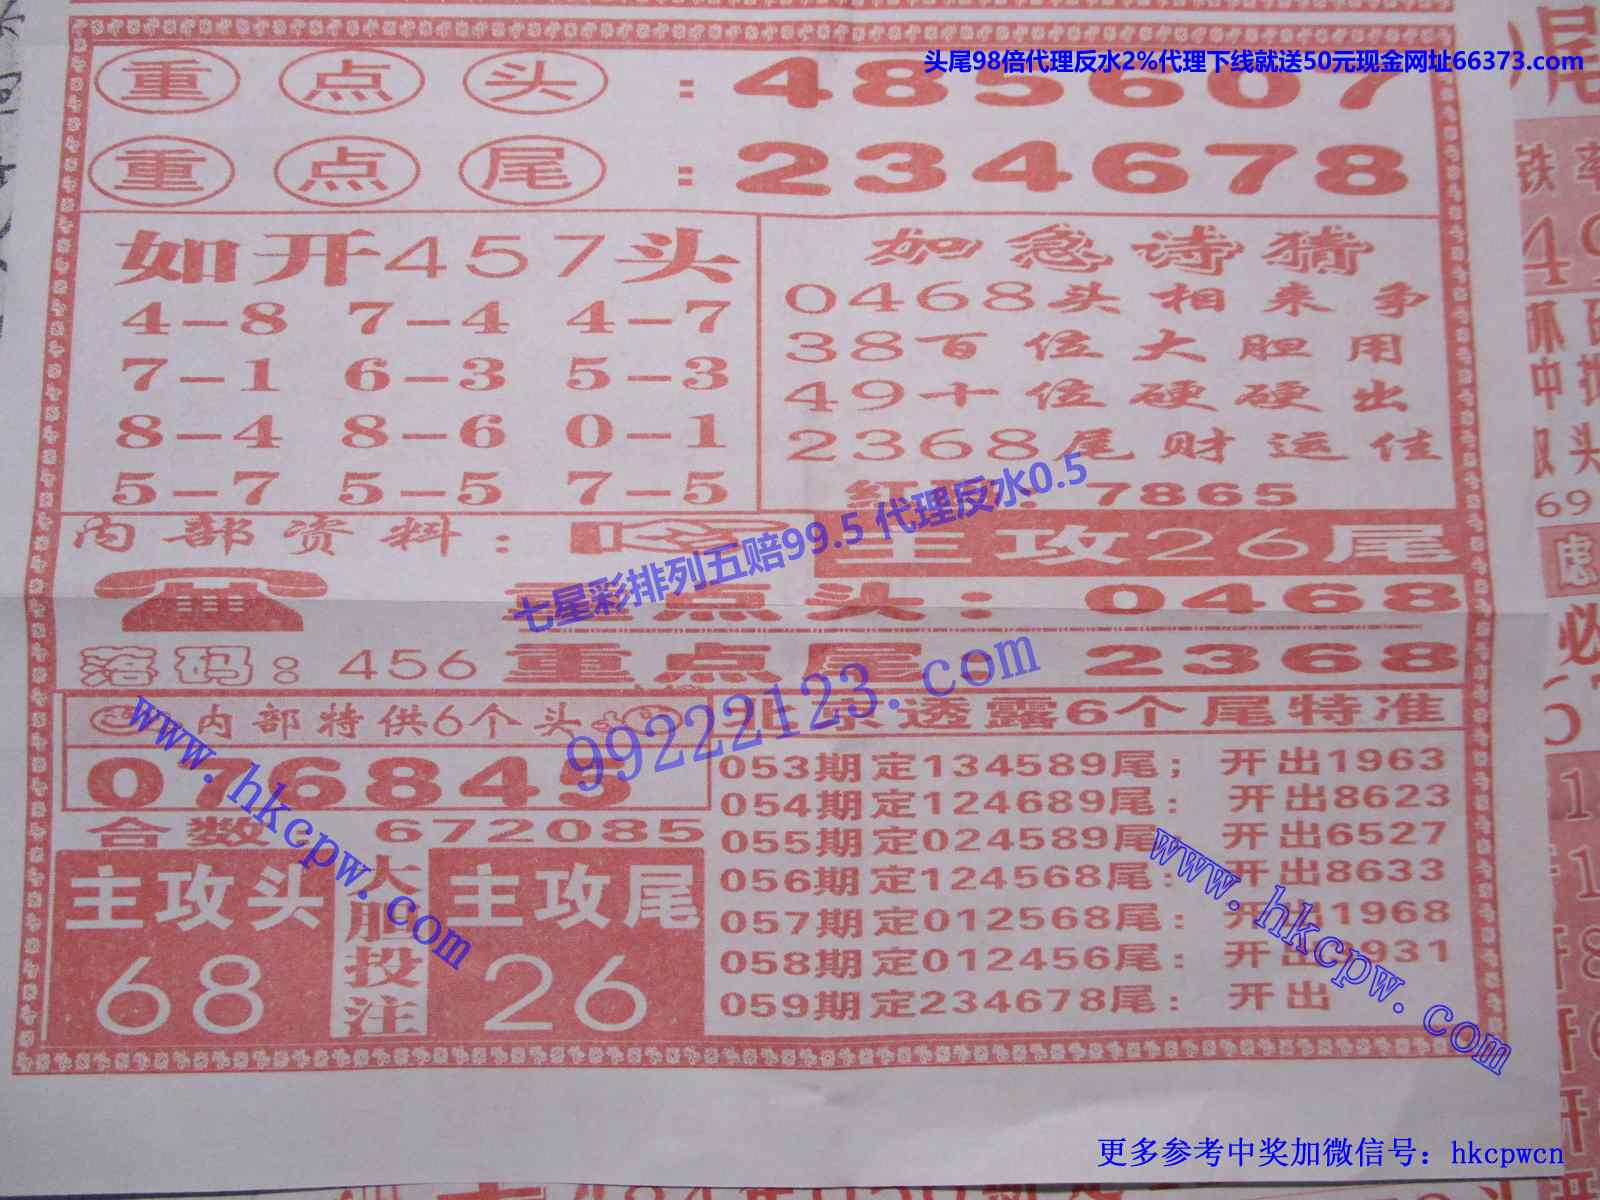 头尾98倍代理反水2%代理下线就送50元现金网址66373.com
重点头：485607
重点尾：234678
如开457头
4-8 7-4 4-7
7-1 6-3 5-3
8-4 8-6 0-1
5-7 5-5 7-5
如急诗猜
0468头相来争
38百位大胆用
49十位硬硬出
2368尾财运佳
7865
内部资料：
主攻26尾
七星彩排列五赔99.5 代理反水0.5
重点头：0468
落码：456
重点尾：2368
99222123.com
内部特供6个头
076845
合数 672085
主攻头
68
大胆投注
主攻尾
26
透露6个尾特准
053期定134589尾；开出1963
054期定124689尾：开出8623
055期定024589尾：开出6527
056期定124568尾：开出8633
057期定012568尾：开出1968
058期定012456尾：开出931
059期定234678尾：开出
www.hkcpw.com
www.hkcpw.com
更多参考中奖加微信号：hkcpwcn